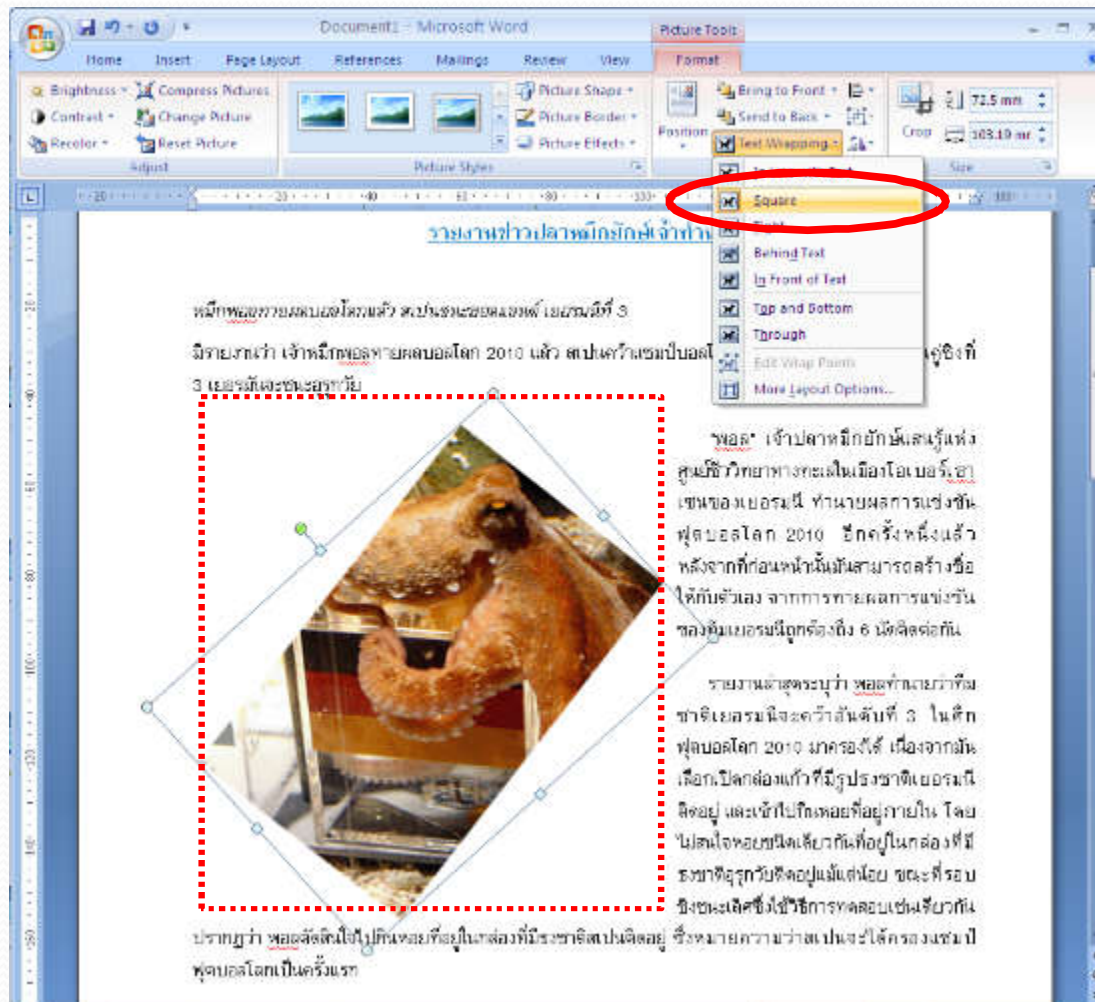 Document1 - Microsoft Word
Picture Tools
Home Insert Page Layout References Mailings Review View Format
Brightness Compress Pictures Picture Shape Bring to Front 72.5 mm
Contrast Change Picture Picture Border Send to Back
Recolor Reset Picture Picture Effects Position Text Wrapping Crop
Adjust Picture Styles Size
Square
Tight
Behind Text
In Front of Text
Top and Bottom
Through
Edit Wrap Points
More Layout Options...
รายงานข่าวปลาหมึกยักษ์เจ้าทำน
หมึกพอลทายผลบอลโลกแล้ว สเปนชนะฮอลแลนด์ เยอรมนีที่ 3
มีรายงานว่า เจ้าหมึกพอลทายผลบอลโลก 2010 แล้ว สเปนคว้าแชมป์บอลโ คู่ชิงที่
3 เยอรมันจะชนะอุรุกวัย
"พอล" เจ้าปลาหมึกยักษ์แสนรู้แห่ง
ศูนย์ชีววิทยาทางทะเลในเมืองโอเบอร์เฮา
เซนของเยอรมนี ทำนายผลการแข่งขัน
ฟุตบอลโลก 2010 อีกครั้งหนึ่งแล้ว
หลังจากที่ก่อนหน้านั้นมันสามารถสร้างชื่อ
ให้กับตัวเอง จากการทายผลการแข่งขัน
ของทีมเยอรมนีถูกต้องถึง 6 นัดติดต่อกัน
รายงานล่าสุดระบุว่า พอลทำนายว่าทีม
ชาติเยอรมนีจะคว้าอันดับที่ 3 ในศึก
ฟุตบอลโลก 2010 มาครองได้ เนื่องจากมัน
เลือกเปิดกล่องแก้วที่มีรูปธงชาติเยอรมนี
ติดอยู่ และเข้าไปกินหอยที่อยู่ภายใน โดย
ไม่สนใจหอยชนิดเดียวกันที่อยู่ในกล่องที่มี
ธงชาติอุรุกวัยติดอยู่แม้แต่น้อย ขณะที่รอบ
ชิงชนะเลิศซึ่งใช้วิธีการทดสอบเช่นเดียวกัน
ปรากฏว่า พอลตัดสินใจไปกินหอยที่อยู่ในกล่องที่มีธงชาติสเปนติดอยู่ ซึ่งหมายความว่าสเปนจะได้ครองแชมป์
ฟุตบอลโลกเป็นครั้งแรก